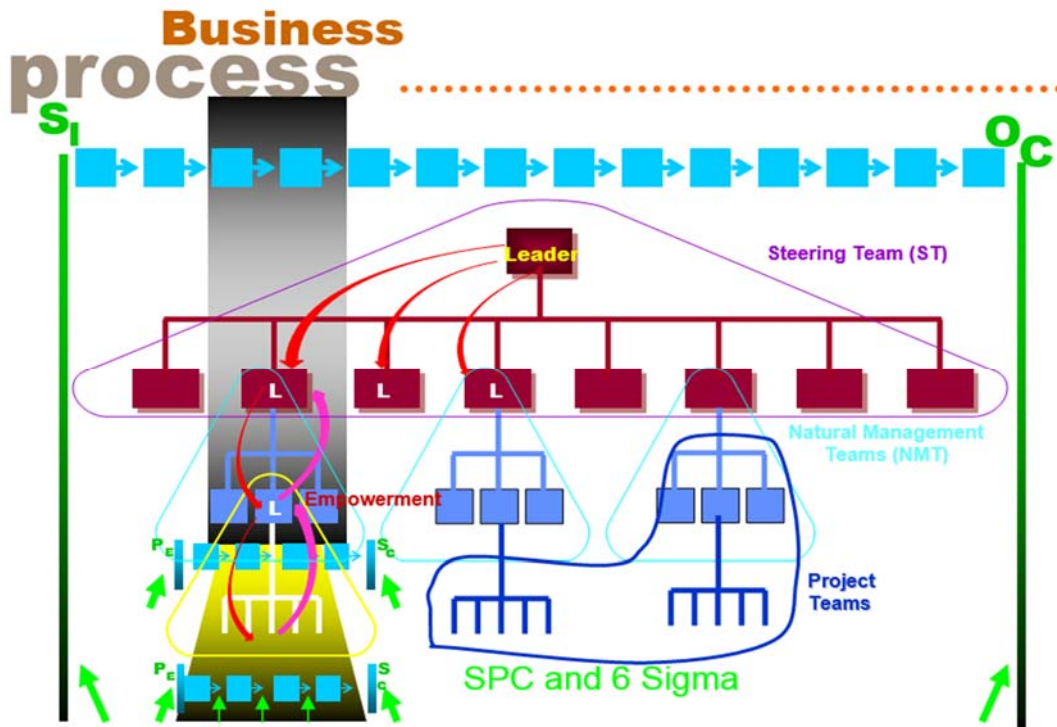 Business
process
SI
OC
Leader
Steering Team (ST)
L
L
L
Natural Management
Teams (NMT)
L
Empowerment
PE
SC
Project
Teams
PE
SC
SPC and 6 Sigma